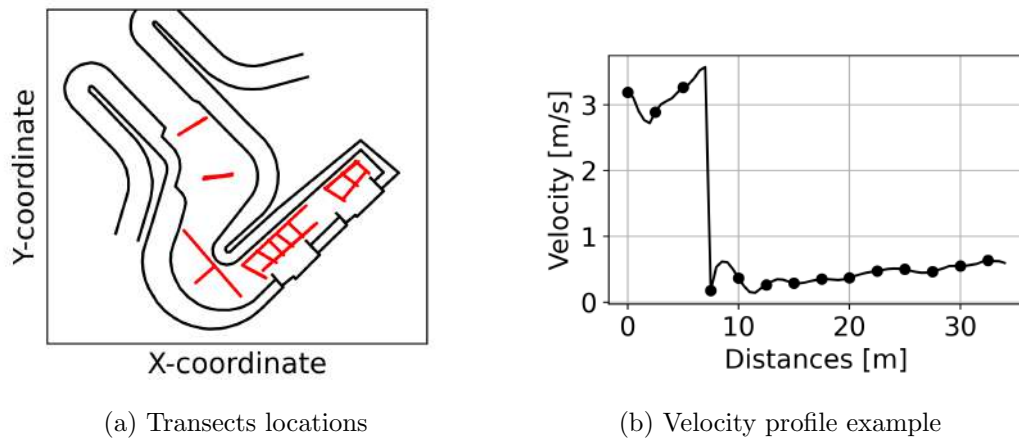 Y-coordinate
X-coordinate
(a) Transects locations
Velocity [m/s]
3
2
1
0
0 10 20 30
Distances [m]
(b) Velocity profile example